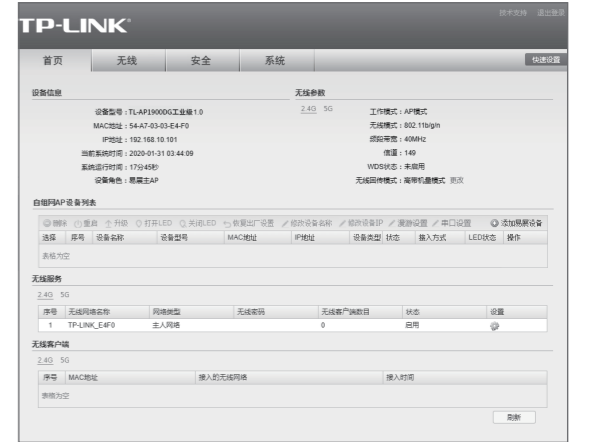 技术支持 退出登录
TP-LINK®
首页 无线 安全 系统 快速设置
设备信息 无线参数
设备型号：TL-AP1900DG工业级1.0 2.4G 5G 工作模式：AP模式
MAC地址：54-A7-03-03-E4-F0 无线模式：802.11b/g/n
IP地址：192.168.10.101 频段带宽：40MHz
当前系统时间：2020-01-31 03:44:09 信道：149
系统运行时间：17分45秒 WDS状态：未启用
设备角色：易展主AP 无线回传模式：高带机量模式 更改
自组网AP设备列表
删除 重启 升级 打开LED 关闭LED 恢复出厂设置 修改设备名称 修改设备IP 漫游设置 串口设置 添加易展设备
选择 序号 设备名称 设备型号 MAC地址 IP地址 设备类型 状态 接入方式 LED状态 操作
表格为空
无线服务
2.4G 5G
序号 无线网络名称 网络类型 无线密码 无线客户端数目 状态 设置
1 TP-LINK_E4F0 主人网络 0 启用
无线客户端
2.4G 5G
序号 MAC地址 接入的无线网络 接入时间
表格为空
刷新